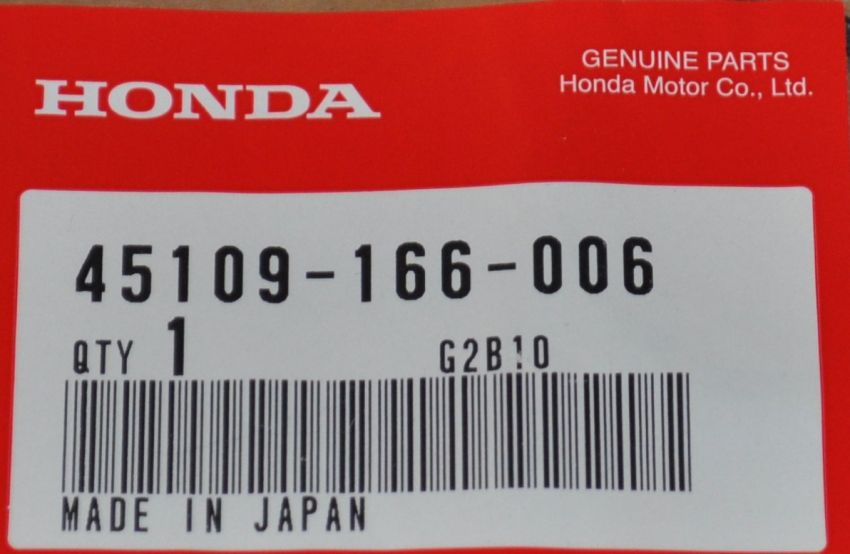 HONDA
GENUINE PARTS
Honda Motor Co., Ltd.
45109-166-006
QTY 1 G2B10
MADE IN JAPAN